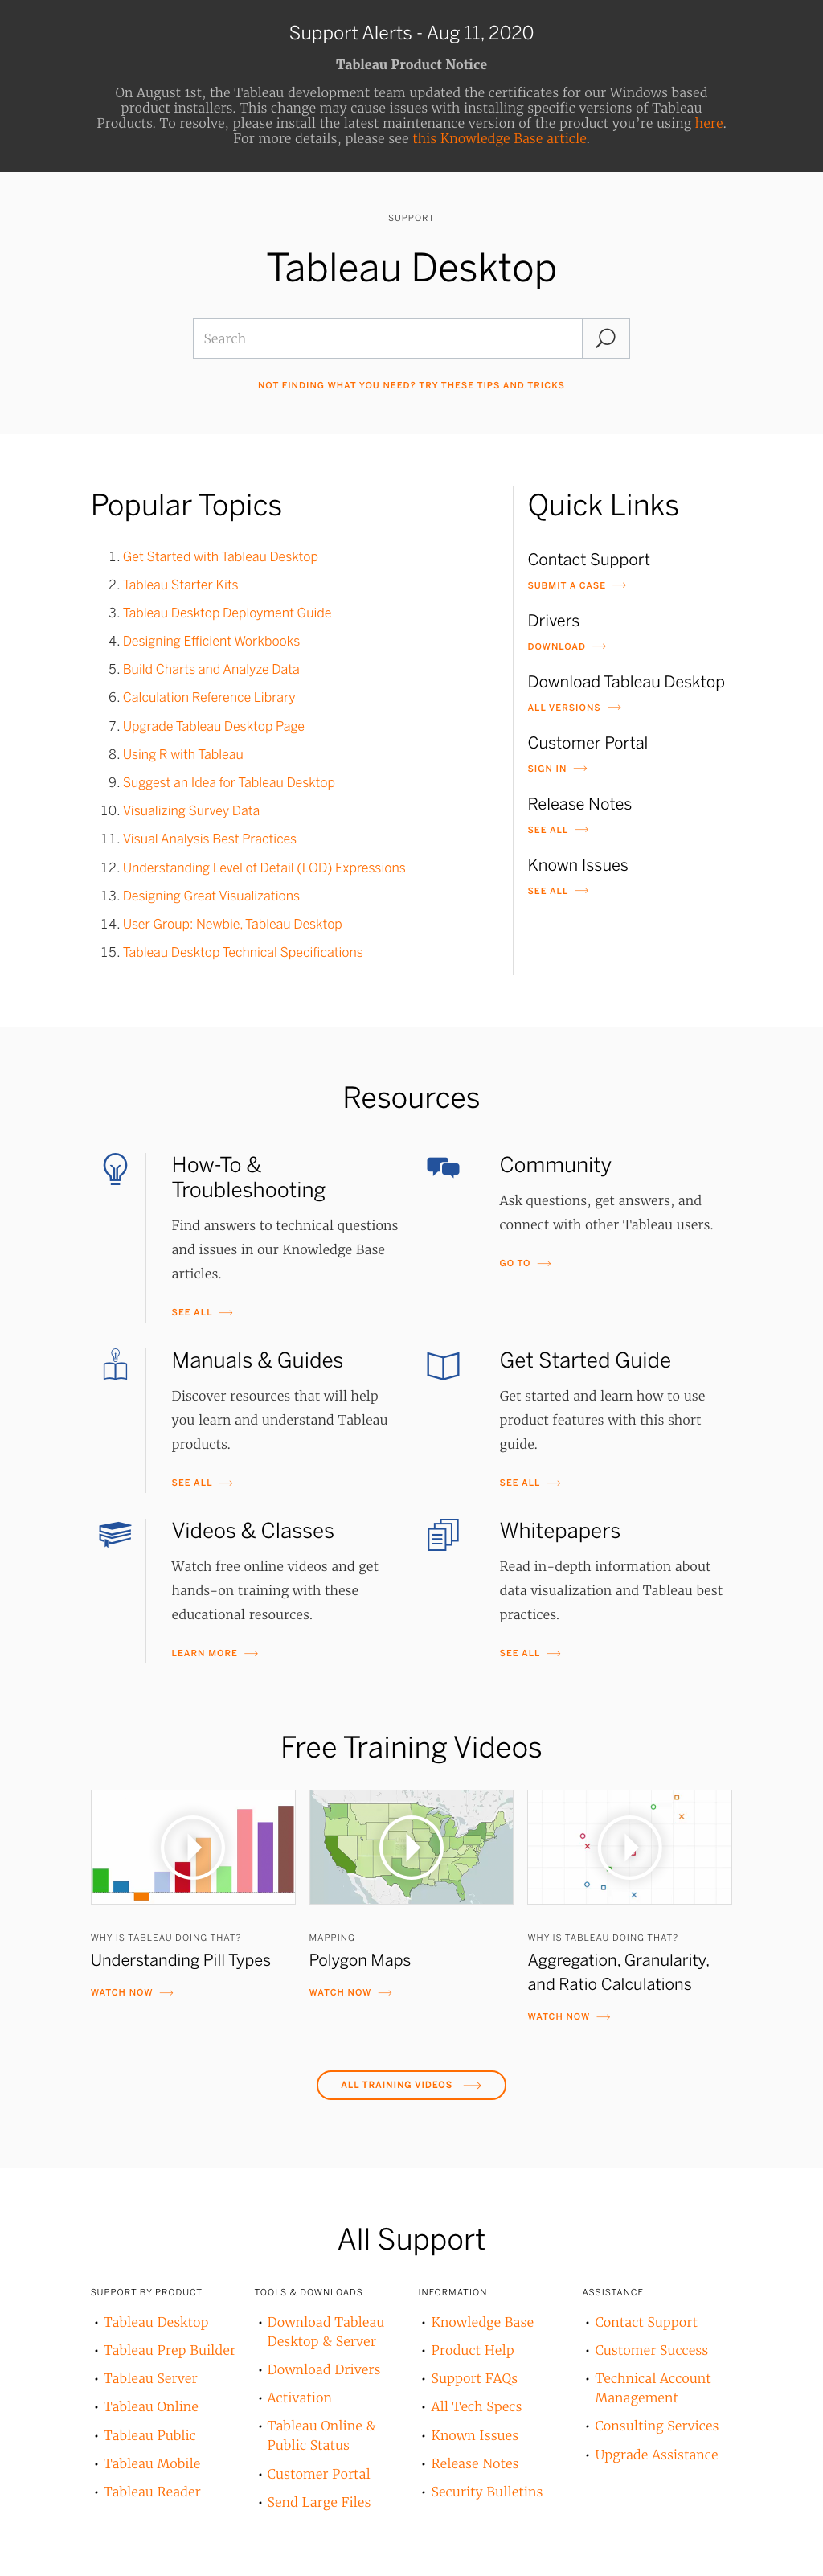 Support Alerts - Aug 11, 2020
Tableau Product Notice
On August 1st, the Tableau development team updated the certificates for our Windows based
product installers. This change may cause issues with installing specific versions of Tableau
Products. To resolve, please install the latest maintenance version of the product you're using here.
For more details, please see this Knowledge Base article.
SUPPORT
Tableau Desktop
Search
NOT FINDING WHAT YOU NEED? TRY THESE TIPS AND TRICKS
Popular Topics
1. Get Started with Tableau Desktop
2. Tableau Starter Kits
3. Tableau Desktop Deployment Guide
4. Designing Efficient Workbooks
5. Build Charts and Analyze Data
6. Calculation Reference Library
7. Upgrade Tableau Desktop Page
8. Using R with Tableau
9. Suggest an Idea for Tableau Desktop
10. Visualizing Survey Data
11. Visual Analysis Best Practices
12. Understanding Level of Detail (LOD) Expressions
13. Designing Great Visualizations
14. User Group: Newbie, Tableau Desktop
15. Tableau Desktop Technical Specifications
Quick Links
Contact Support
SUBMIT A CASE
Drivers
DOWNLOAD
Download Tableau Desktop
ALL VERSIONS
Customer Portal
SIGN IN
Release Notes
SEE ALL
Known Issues
SEE ALL
Resources
How-To &
Troubleshooting
Find answers to technical questions
and issues in our Knowledge Base
articles.
SEE ALL
Community
Ask questions, get answers, and
connect with other Tableau users.
GO TO
Manuals & Guides
Discover resources that will help
you learn and understand Tableau
products.
SEE ALL
Get Started Guide
Get started and learn how to use
product features with this short
guide.
SEE ALL
Videos & Classes
Watch free online videos and get
hands-on training with these
educational resources.
LEARN MORE
Whitepapers
Read in-depth information about
data visualization and Tableau best
practices.
SEE ALL
Free Training Videos
WHY IS TABLEAU DOING THAT?
Understanding Pill Types
WATCH NOW
MAPPING
Polygon Maps
WATCH NOW
WHY IS TABLEAU DOING THAT?
Aggregation, Granularity,
and Ratio Calculations
WATCH NOW
ALL TRAINING VIDEOS
All Support
SUPPORT BY PRODUCT
• Tableau Desktop
• Tableau Prep Builder
• Tableau Server
• Tableau Online
• Tableau Public
• Tableau Mobile
• Tableau Reader
TOOLS & DOWNLOADS
• Download Tableau
Desktop & Server
• Download Drivers
• Activation
• Tableau Online &
Public Status
• Customer Portal
• Send Large Files
INFORMATION
• Knowledge Base
• Product Help
• Support FAQs
• All Tech Specs
• Known Issues
• Release Notes
• Security Bulletins
ASSISTANCE
• Contact Support
• Customer Success
• Technical Account
Management
• Consulting Services
• Upgrade Assistance